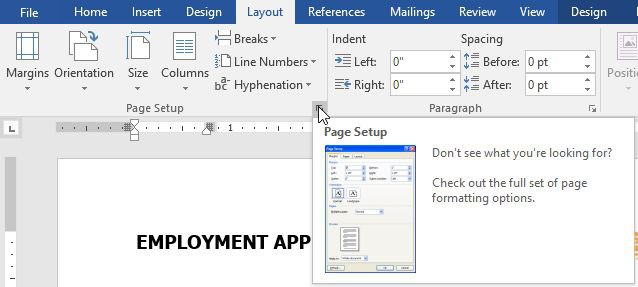 File Home Insert Design Layout References Mailings Review View Design
Margins Orientation Size Columns
Breaks
Line Numbers
Hyphenation
Page Setup
Indent Spacing
Left: 0" Before: 0 pt
Right: 0" After: 0 pt
Paragraph
Positio
L
1
Page Setup
Don't see what you're looking for?
Check out the full set of page
formatting options.
EMPLOYMENT APP